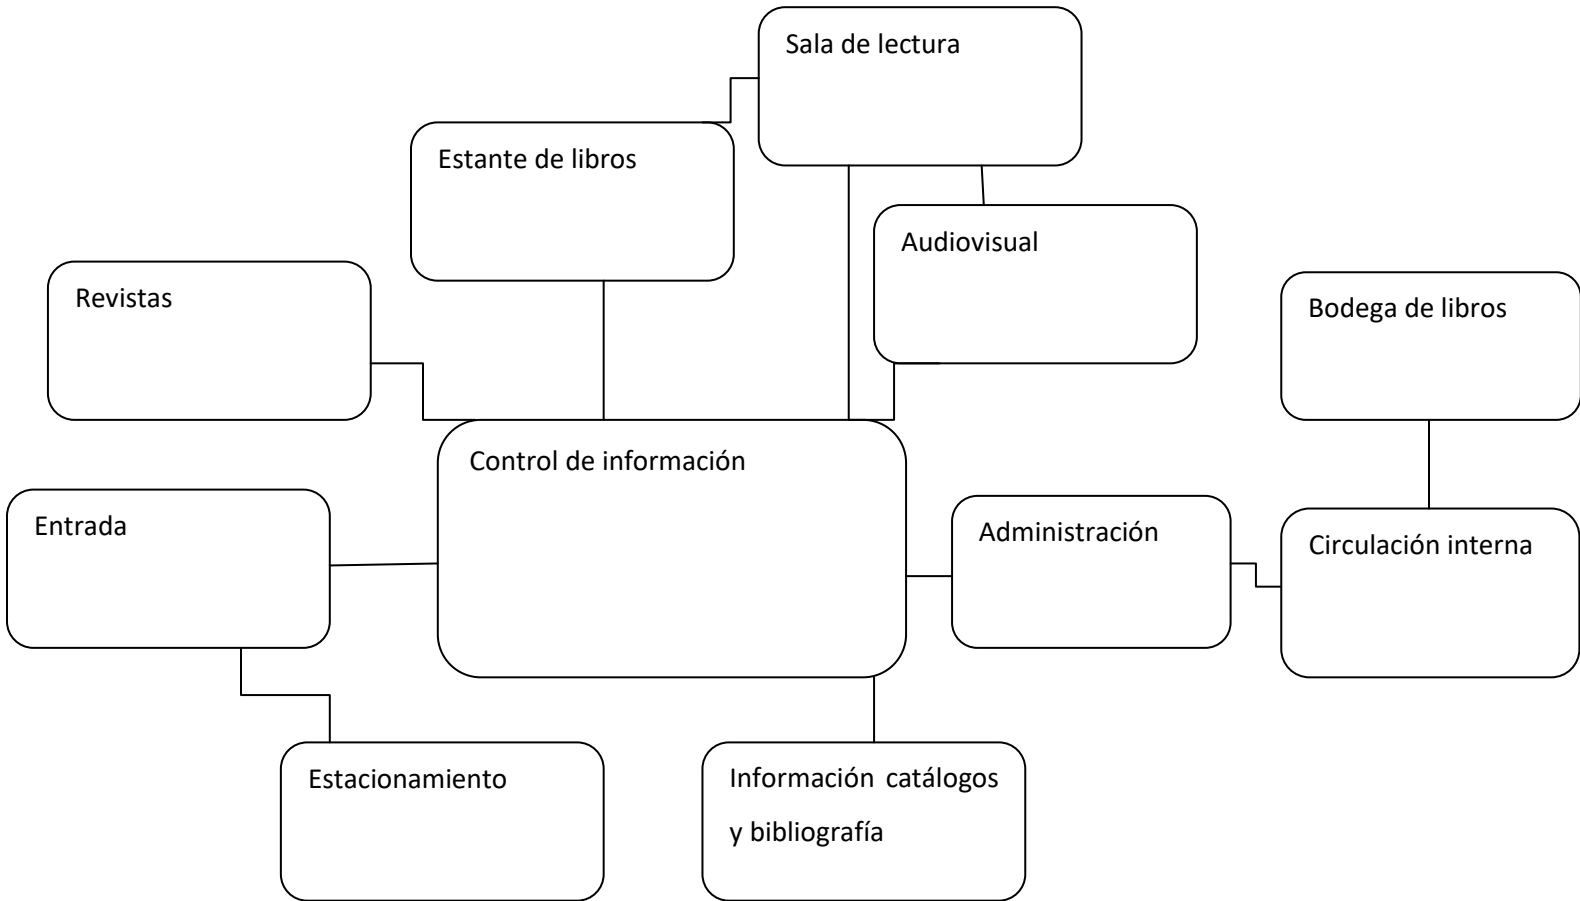 Sala de lectura
Estante de libros
Audiovisual
Revistas
Bodega de libros
Control de información
Entrada
Administración
Circulación interna
Estacionamiento
Información catálogos
y bibliografía